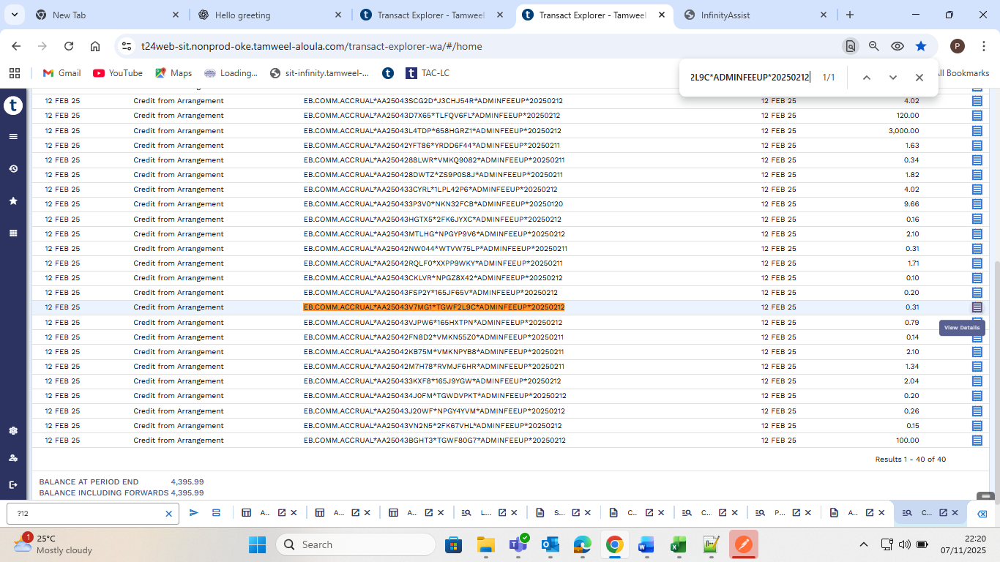 New Tab
Hello greeting
Transact Explorer - Tamweel
Transact Explorer - Tamweel
InfinityAssist
t24web-sit.nonprod-oke.tamweel-aloula.com/transact-explorer-wa/#/home
P
Gmail
YouTube
Maps
Loading...
sit-infinity.tamweel-...
TAC-LC
All Bookmarks
2L9C*ADMINFEEUP*20250212 1/1
12 FEB 25 Credit from Arrangement EB.COMM.ACCRUAL*AA25043SCG2D*J3CHJ54R*ADMINFEEUP*20250212 12 FEB 25 4.02
12 FEB 25 Credit from Arrangement EB.COMM.ACCRUAL*AA25043D7X65*TLFQV6FL*ADMINFEEUP*20250212 12 FEB 25 120.00
12 FEB 25 Credit from Arrangement EB.COMM.ACCRUAL*AA25043L4TDP*658HGRZ1*ADMINFEEUP*20250212 12 FEB 25 3,000.00
12 FEB 25 Credit from Arrangement EB.COMM.ACCRUAL*AA25042YFT86*YRDD6F44*ADMINFEEUP*20250211 12 FEB 25 1.63
12 FEB 25 Credit from Arrangement EB.COMM.ACCRUAL*AA2504288LWR*VMKQ9082*ADMINFEEUP*20250211 12 FEB 25 0.34
12 FEB 25 Credit from Arrangement EB.COMM.ACCRUAL*AA250428DWTZ*ZS9P0S8J*ADMINFEEUP*20250211 12 FEB 25 1.82
12 FEB 25 Credit from Arrangement EB.COMM.ACCRUAL*AA250433CYRL*1LPL42P6*ADMINFEEUP*20250212 12 FEB 25 4.02
12 FEB 25 Credit from Arrangement EB.COMM.ACCRUAL*AA250433P3V0*NKN32FCB*ADMINFEEUP*20250120 12 FEB 25 9.66
12 FEB 25 Credit from Arrangement EB.COMM.ACCRUAL*AA25043HGTX5*2FK6JYXC*ADMINFEEUP*20250212 12 FEB 25 0.16
12 FEB 25 Credit from Arrangement EB.COMM.ACCRUAL*AA25043MTLHG*NPGYP9V6*ADMINFEEUP*20250212 12 FEB 25 2.10
12 FEB 25 Credit from Arrangement EB.COMM.ACCRUAL*AA25042NW044*WTVW75LP*ADMINFEEUP*20250211 12 FEB 25 0.31
12 FEB 25 Credit from Arrangement EB.COMM.ACCRUAL*AA25042RQLF0*XXPP9WKY*ADMINFEEUP*20250211 12 FEB 25 1.71
12 FEB 25 Credit from Arrangement EB.COMM.ACCRUAL*AA25043CKLVR*NPGZ8X42*ADMINFEEUP*20250212 12 FEB 25 0.10
12 FEB 25 Credit from Arrangement EB.COMM.ACCRUAL*AA25043FSP2Y*165JF65V*ADMINFEEUP*20250212 12 FEB 25 0.20
12 FEB 25 Credit from Arrangement EB.COMM.ACCRUAL*AA25043V7MG1*TGWF2L9C*ADMINFEEUP*20250212 12 FEB 25 0.31
12 FEB 25 Credit from Arrangement EB.COMM.ACCRUAL*AA25043VJPW6*165HXTPN*ADMINFEEUP*20250212 12 FEB 25 0.79
View Details
12 FEB 25 Credit from Arrangement EB.COMM.ACCRUAL*AA25042FN8D2*VMKN55Z0*ADMINFEEUP*20250211 12 FEB 25 0.14
12 FEB 25 Credit from Arrangement EB.COMM.ACCRUAL*AA25042KB75M*VMKNPYB8*ADMINFEEUP*20250211 12 FEB 25 2.10
12 FEB 25 Credit from Arrangement EB.COMM.ACCRUAL*AA25042M7H78*RVMJF6HR*ADMINFEEUP*20250211 12 FEB 25 1.34
12 FEB 25 Credit from Arrangement EB.COMM.ACCRUAL*AA250433KXF8*165J9YGW*ADMINFEEUP*20250212 12 FEB 25 2.04
12 FEB 25 Credit from Arrangement EB.COMM.ACCRUAL*AA250434J0FM*TGWDVPKT*ADMINFEEUP*20250212 12 FEB 25 0.20
12 FEB 25 Credit from Arrangement EB.COMM.ACCRUAL*AA25043J20WF*NPGY4YVM*ADMINFEEUP*20250212 12 FEB 25 0.26
12 FEB 25 Credit from Arrangement EB.COMM.ACCRUAL*AA25043VN2N5*2FK67VHL*ADMINFEEUP*20250212 12 FEB 25 0.15
12 FEB 25 Credit from Arrangement EB.COMM.ACCRUAL*AA25043BGHT3*TGWF80G7*ADMINFEEUP*20250212 12 FEB 25 100.00
Results 1 - 40 of 40
BALANCE AT PERIOD END 4,395.99
BALANCE INCLUDING FORWARDS 4,395.99
?12
A... A... A... L... S... C... C... P... A... C...
1
25°C
Mostly cloudy
Search
22:20
07/11/2025